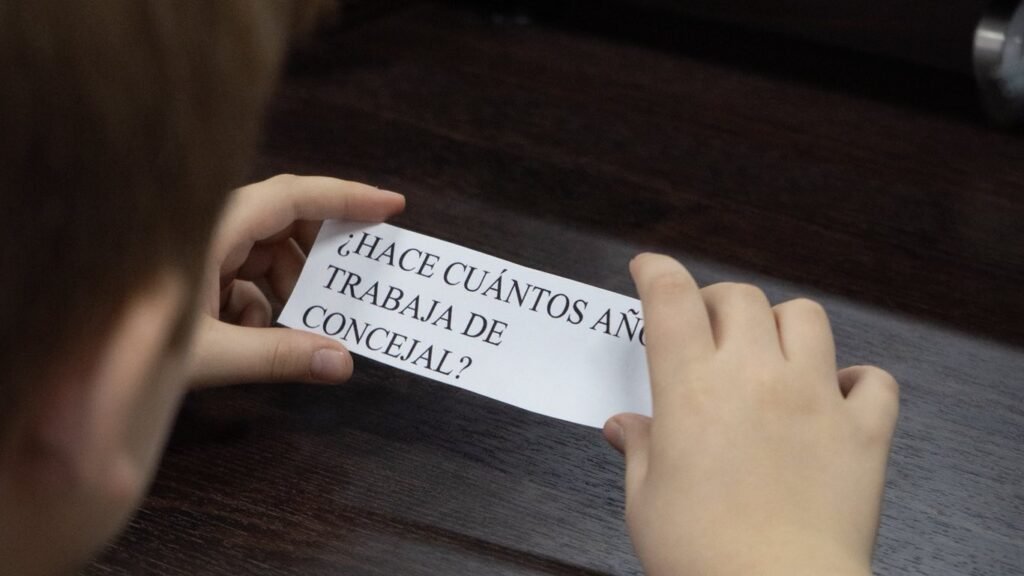 ¿HACE CUÁNTOS
TRABAJA DE
CONCEJAL?